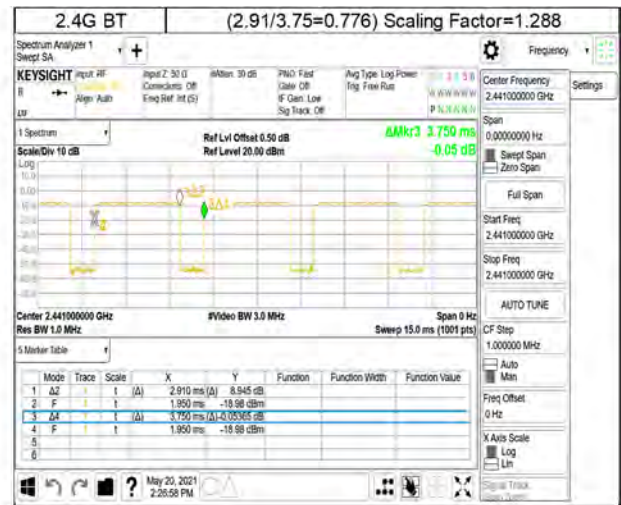 2.4G BT (2.91/3.75=0.776) Scaling Factor=1.288
Spectrum Analyzer 1
Swept SA
+
Frequency
KEYSIGHT Input: RF
Input Z: 50 Ω
#Atten: 30 dB
PNO: Fast
Avg Type: Log-Power
Align: Auto
Corrections: Off
Gate: Off
Trig: Free Run
Freq Ref: Int (S)
IF Gain: Low
Sig Track: Off
Center Frequency
2.441000000 GHz
Settings
Span
0.00000000 Hz
Swept Span
Zero Span
Full Span
Start Freq
2.441000000 GHz
Stop Freq
2.441000000 GHz
AUTO TUNE
CF Step
1.000000 MHz
Auto
Man
Freq Offset
0 Hz
X Axis Scale
Log
Lin
Signal Track
1 Spectrum
Scale/Div 10 dB
Ref Lvl Offset 0.50 dB
Ref Level 20.00 dBm
ΔMkr3 3.750 ms
-0.05 dB
Log
Center 2.441000000 GHz
#Video BW 3.0 MHz
Span 0 Hz
Res BW 1.0 MHz
Sweep 15.0 ms (1001 pts)
5 Marker Table
Mode Trace Scale X Y Function Function Width Function Value
1 Δ2 1 t (Δ) 2.910 ms (Δ) 8.945 dB
2 F 1 t 1.950 ms -18.98 dBm
3 Δ4 1 t (Δ) 3.750 ms (Δ) -0.05365 dB
4 F 1 t 1.950 ms -18.98 dBm
5
6
? May 20, 2021
2:26:58 PM